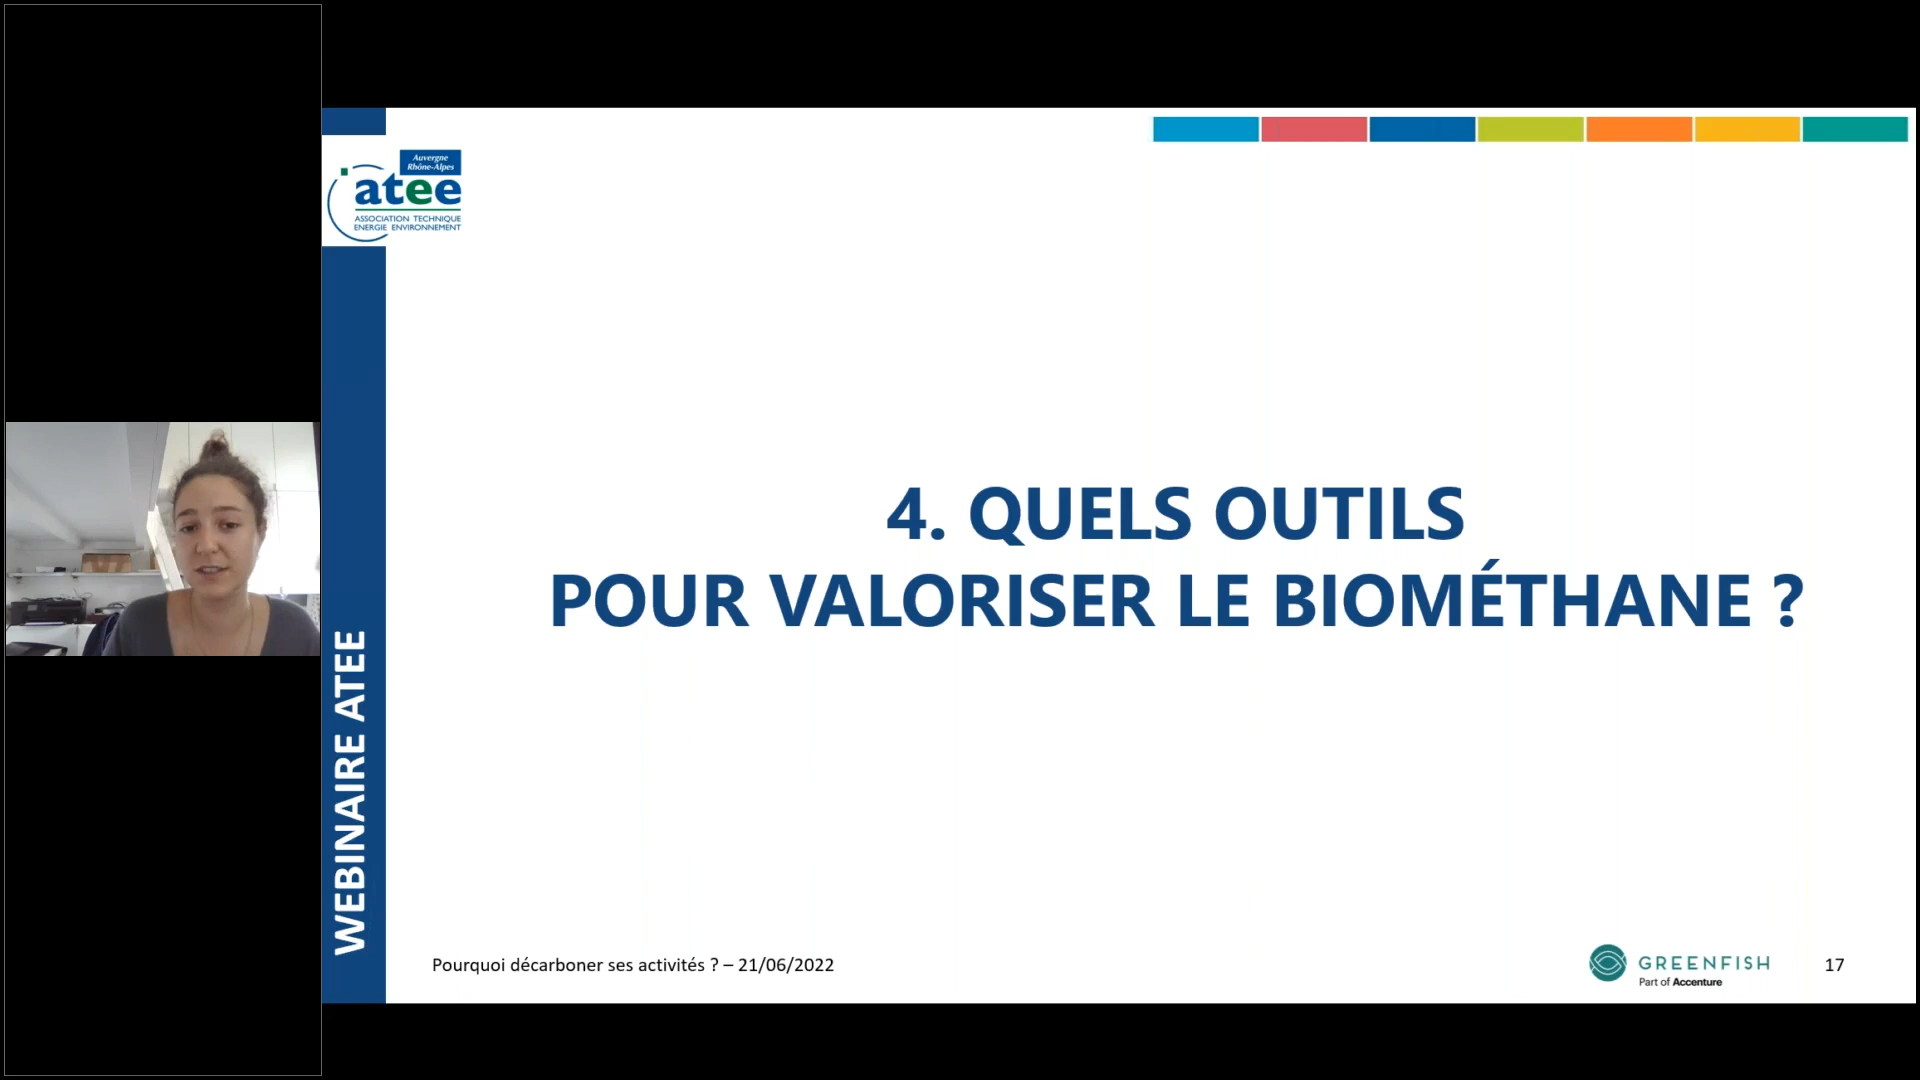 Auvergne
Rhône-Alpes
atee
ASSOCIATION TECHNIQUE
ENERGIE ENVIRONNEMENT
4. QUELS OUTILS
POUR VALORISER LE BIOMÉTHANE ?
WEBINAIRE ATEE
Pourquoi décarboner ses activités ? – 21/06/2022
GREENFISH
Part of Accenture
17